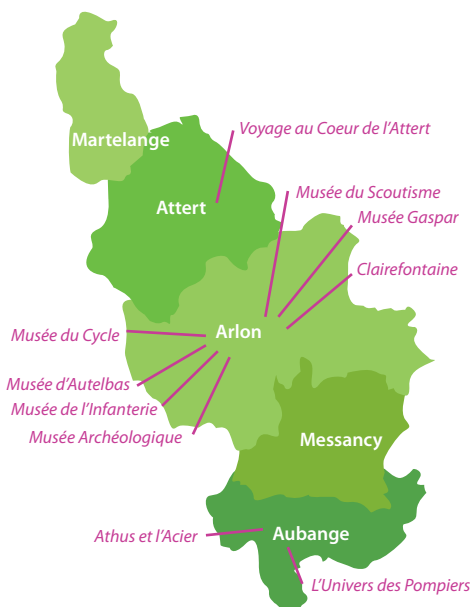 Voyage au Coeur de l'Attert
Martelange
Musée du Scoutisme
Attert
Musée Gaspar
Clairefontaine
Musée du Cycle
Arlon
Musée d'Autelbas
Musée de l'Infanterie
Musée Archéologique
Messancy
Athus et l'Acier
Aubange
L'Univers des Pompiers